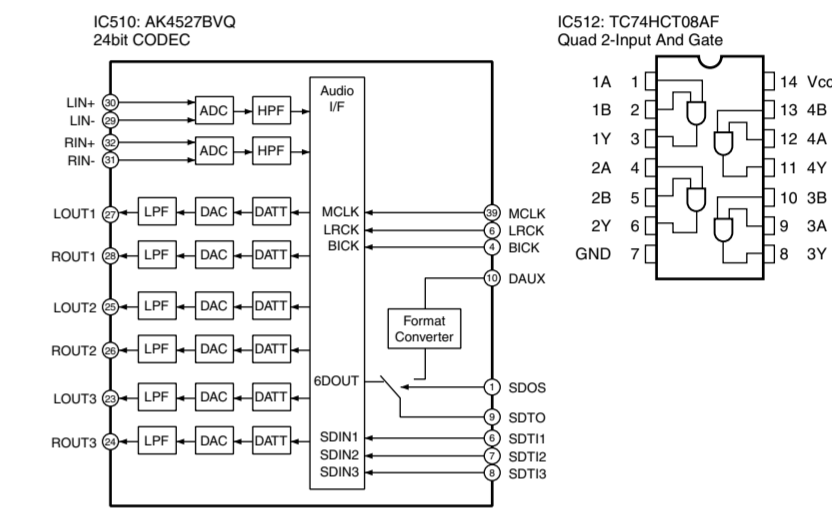 IC510: AK4527BVQ
24bit CODEC
LIN+ 30
LIN- 29
RIN+ 32
RIN- 31
ADC HPF
ADC HPF
Audio
I/F
LOUT1 27 LPF DAC DATT
ROUT1 28 LPF DAC DATT
LOUT2 25 LPF DAC DATT
ROUT2 26 LPF DAC DATT
LOUT3 23 LPF DAC DATT
ROUT3 24 LPF DAC DATT
MCLK 39 MCLK
LRCK 6 LRCK
BICK 4 BICK
10 DAUX
Format
Converter
6DOUT 1 SDOS
9 SDTO
SDIN1 6 SDTI1
SDIN2 7 SDTI2
SDIN3 8 SDTI3
IC512: TC74HCT08AF
Quad 2-Input And Gate
1A 1 14 Vcc
1B 2 13 4B
1Y 3 12 4A
2A 4 11 4Y
2B 5 10 3B
2Y 6 9 3A
GND 7 8 3Y